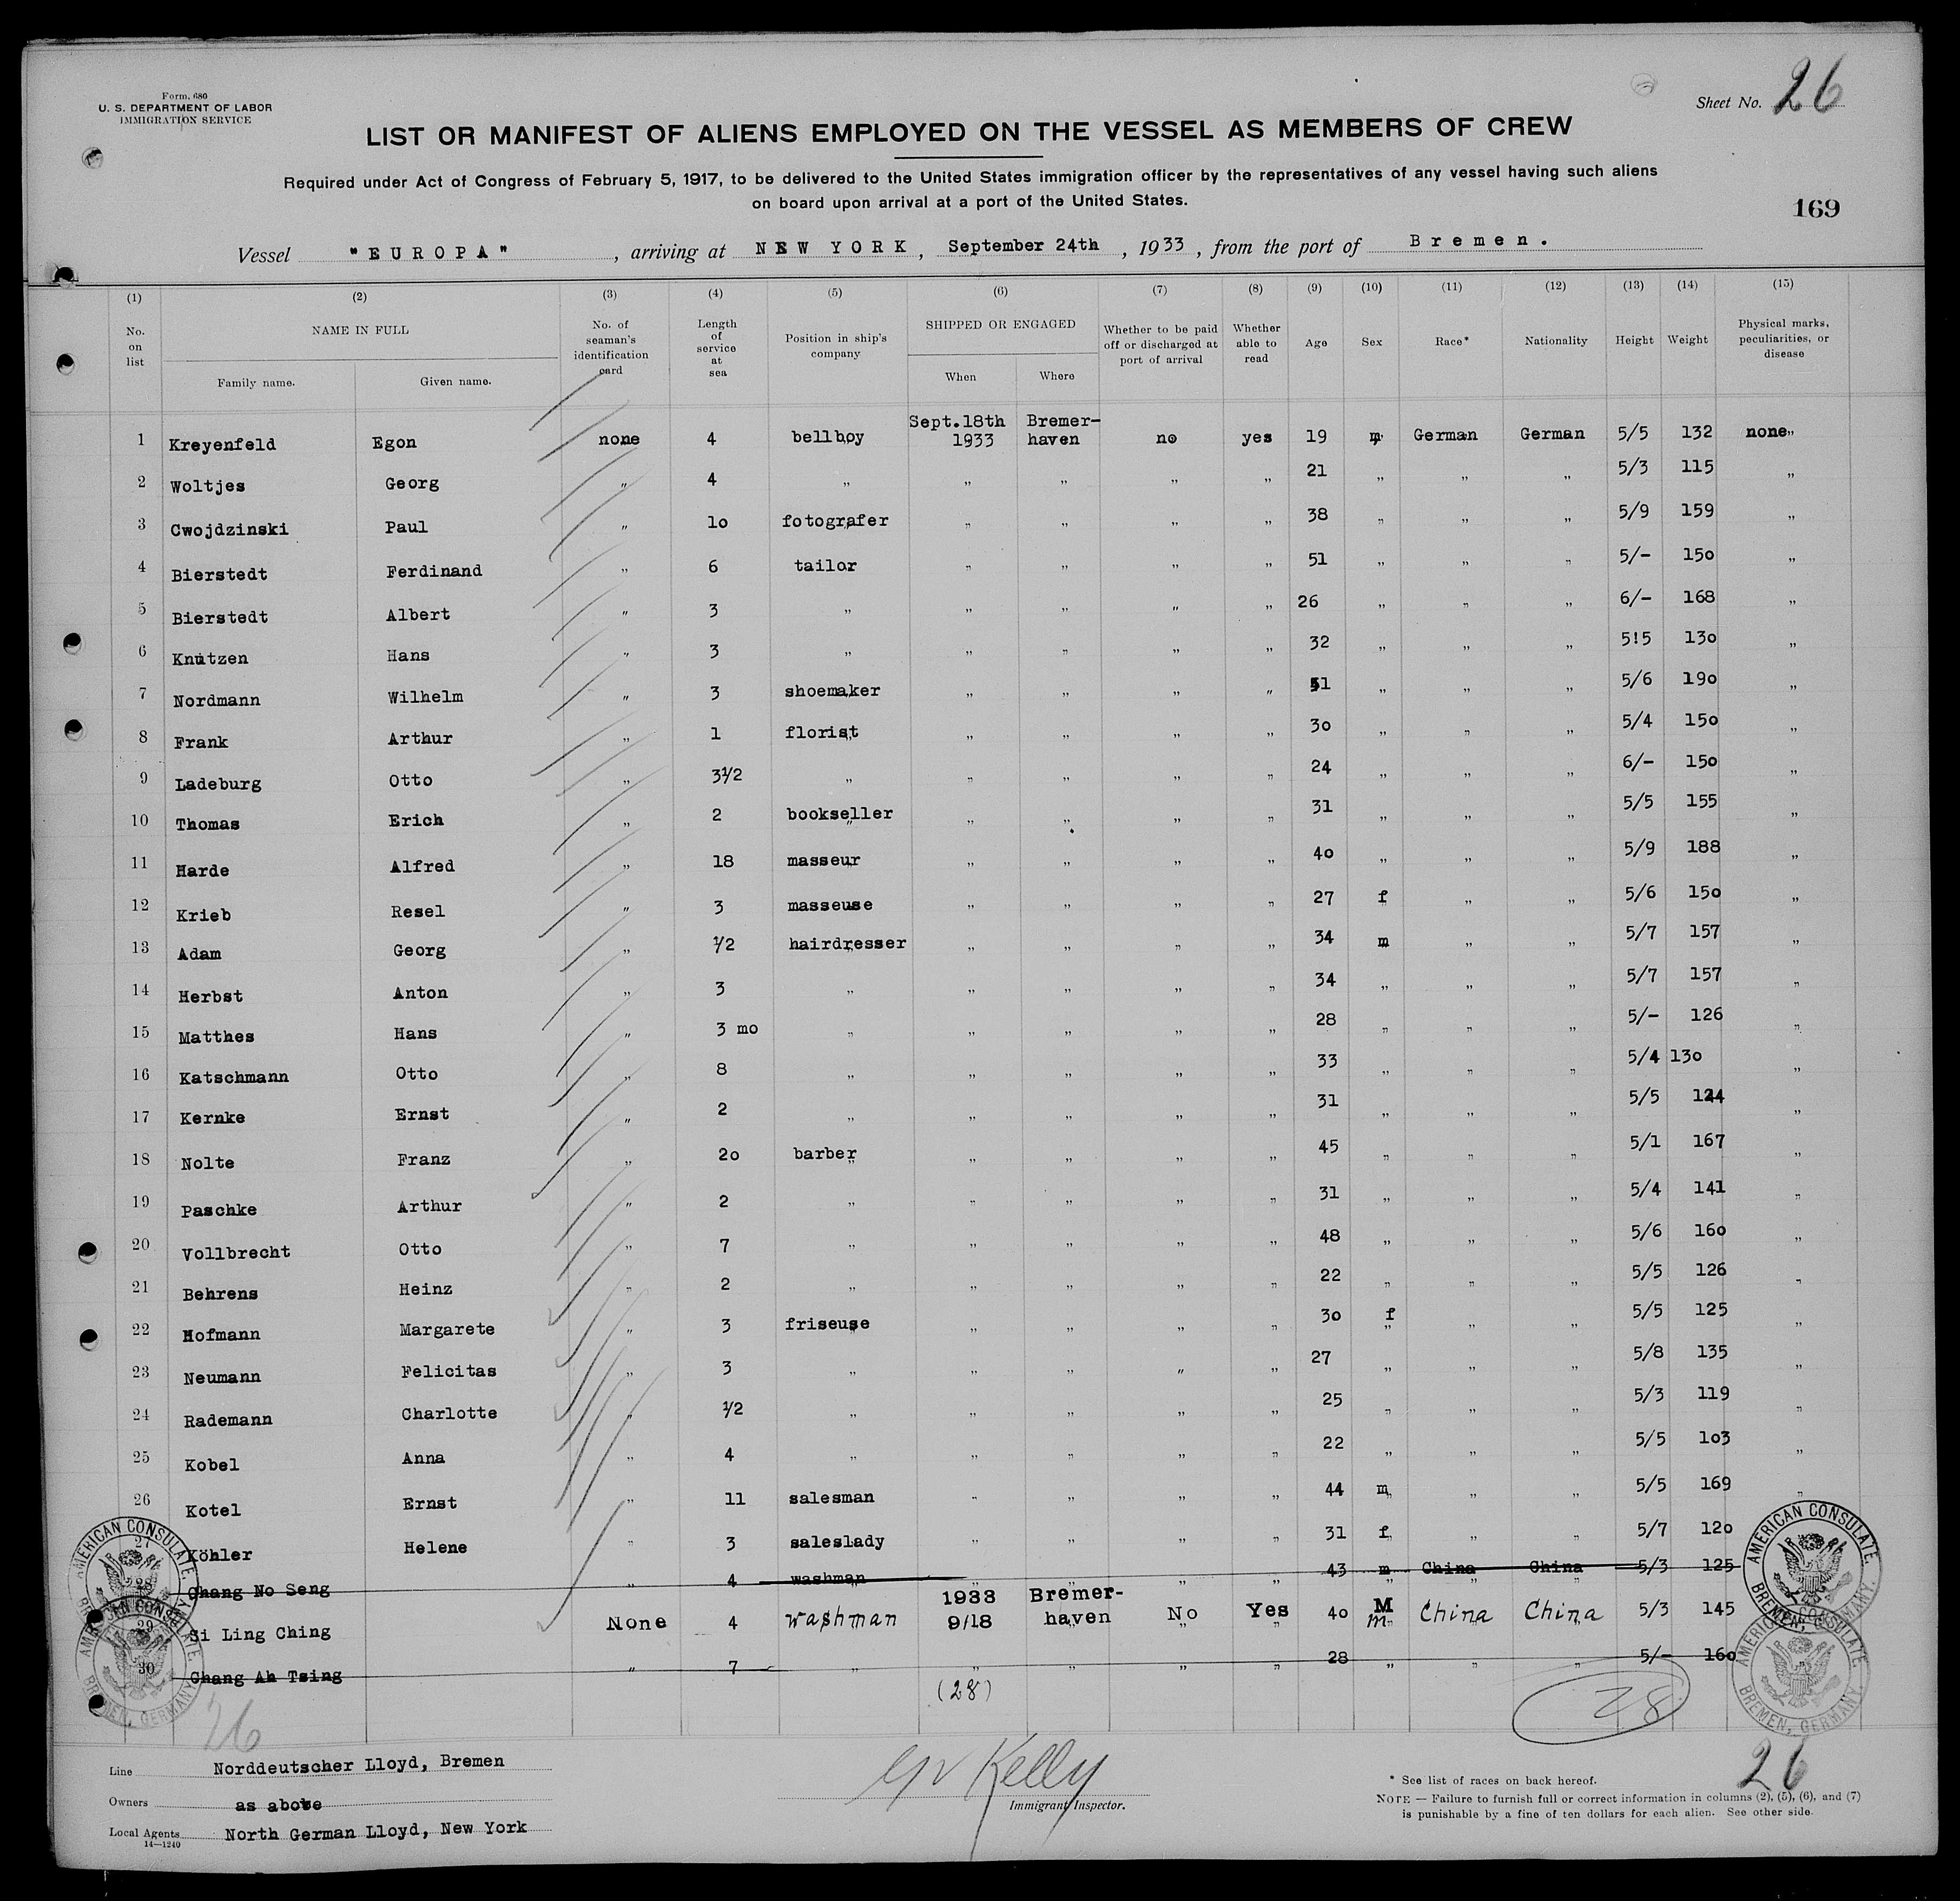 Form, 680
U. S. DEPARTMENT OF LABOR
IMMIGRATION SERVICE
Sheet No. 26
LIST OR MANIFEST OF ALIENS EMPLOYED ON THE VESSEL AS MEMBERS OF CREW
Required under Act of Congress of February 5, 1917, to be delivered to the United States immigration officer by the representatives of any vessel having such aliens
on board upon arrival at a port of the United States.
169
Vessel "EUROPA", arriving at NEW YORK, September 24th, 1933, from the port of Bremen.
(1) (2) (3) (4) (5) (6) (7) (8) (9) (10) (11) (12) (13) (14) (15)
No. on list NAME IN FULL Family name. Given name. No. of seaman's identification card Length of service at sea Position in ship's company SHIPPED OR ENGAGED When Where Whether to be paid off or discharged at port of arrival Whether able to read Age Sex Race* Nationality Height Weight Physical marks, peculiarities, or disease
1 Kreyenfeld Egon none 4 bellboy Sept.18th 1933 Bremer-haven no yes 19 m German German 5/5 132 none
2 Woltjes Georg " 4 " " " " " 21 " " " 5/3 115 "
3 Cwojdzinski Paul " 10 fotografer " " " " 38 " " " 5/9 159 "
4 Bierstedt Ferdinand " 6 tailor " " " " 51 " " " 5/- 150 "
5 Bierstedt Albert " 3 " " " " " 26 " " " 6/- 168 "
6 Knutzen Hans " 3 " " " " " 32 " " " 5!5 130 "
7 Nordmann Wilhelm " 3 shoemaker " " " " 51 " " " 5/6 190 "
8 Frank Arthur " 1 florist " " " " 30 " " " 5/4 150 "
9 Ladeburg Otto " 3½ " " " " " 24 " " " 6/- 150 "
10 Thomas Erich " 2 bookseller " " " " 31 " " " 5/5 155 "
11 Harde Alfred " 18 masseur " " " " 40 " " " 5/9 188 "
12 Krieb Resel " 3 masseuse " " " " 27 f " " 5/6 150 "
13 Adam Georg " ½ hairdresser " " " " 34 m " " 5/7 157 "
14 Herbst Anton " 3 " " " " " 34 " " " 5/7 157 "
15 Matthes Hans " 3 mo " " " " " 28 " " " 5/- 126 "
16 Katschmann Otto " 8 " " " " " 33 " " " 5/4 130 "
17 Kernke Ernst " 2 " " " " " 31 " " " 5/5 124 "
18 Nolte Franz " 20 barber " " " " 45 " " " 5/1 167 "
19 Paschke Arthur " 2 " " " " " 31 " " " 5/4 141 "
20 Vollbrecht Otto " 7 " " " " " 48 " " " 5/6 160 "
21 Behrens Heinz " 2 " " " " " 22 " " " 5/5 126 "
22 Hofmann Margarete " 3 friseuse " " " " 30 f " " 5/5 125 "
23 Neumann Felicitas " 3 " " " " " 27 " " " 5/8 135 "
24 Rademann Charlotte " ½ " " " " " 25 " " " 5/3 119 "
25 Kobel Anna " 4 " " " " " 22 " " " 5/5 103 "
26 Kotel Ernst " 11 salesman " " " " 44 m " " 5/5 169 "
27 Köhler Helene " 3 saleslady " " " " 31 f " " 5/7 120
28 Chang No Seng " 4 washman " " " " 43 m China China 5/3 125
29 Si Ling Ching None 4 washman 1933 9/18 Bremer-haven No Yes 40 M m China China 5/3 145
30 Chang Ah Tsing " 7 " " " " " 28 " " " 5/- 160
(28)
28
26
AMERICAN CONSULATE. BREMEN, GERMANY.
AMERICAN CONSULATE. BREMEN, GERMANY.
AMERICAN CONSULATE. BREMEN, GERMANY.
AMERICAN CONSULATE. BREMEN, GERMANY.
Line Norddeutscher Lloyd, Bremen
Owners as above
Local Agents North German Lloyd, New York
14—1240
Kelly
Immigrant Inspector.
26
* See list of races on back hereof.
NOTE — Failure to furnish full or correct information in columns (2), (5), (6), and (7)
is punishable by a fine of ten dollars for each alien. See other side.